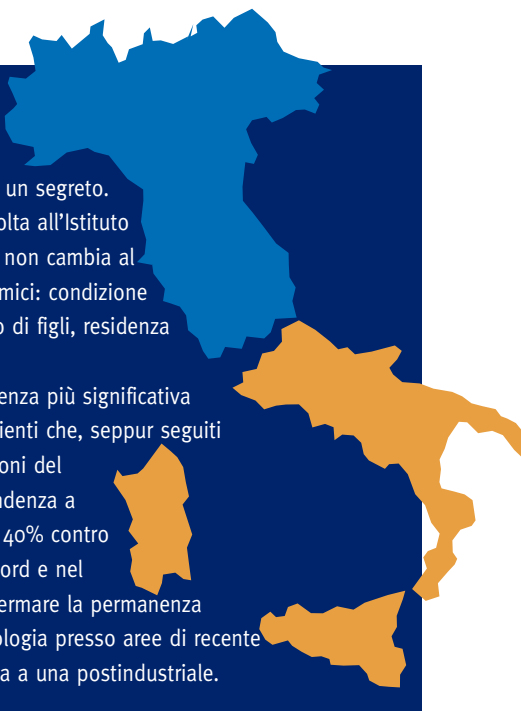 un segreto.
olta all’Istituto
non cambia al
mici: condizione
o di figli, residenza
enza più significativa
ienti che, seppur seguiti
oni del
ndenza a
40% contro
ord e nel
ermare la permanenza
ologia presso aree di recente
a a una postindustriale.